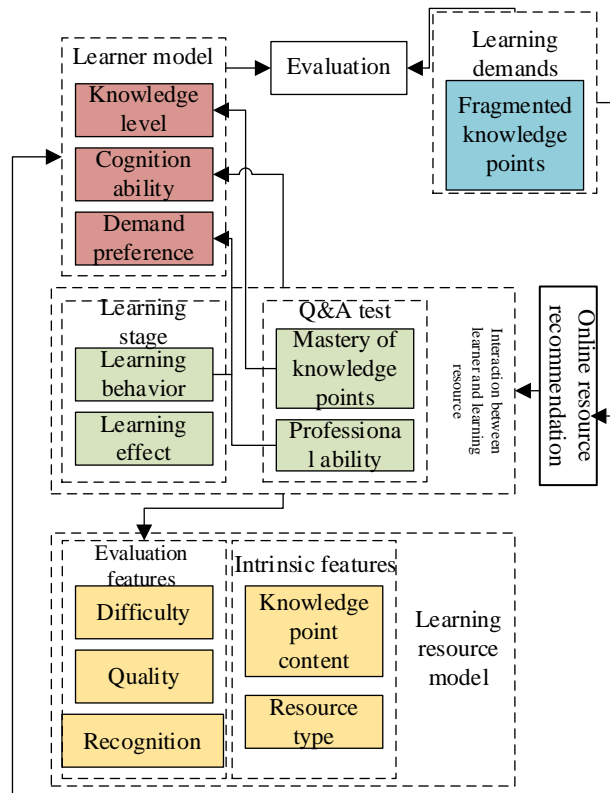 Learner model
Knowledge
level
Cognition
ability
Demand
preference
Evaluation
Learning
demands
Fragmented
knowledge
points
Learning
stage
Learning
behavior
Learning
effect
Q&A test
Mastery of
knowledge
points
Professiona
l ability
Interaction between
learner and learning
resource
Online resource
recommendation
Evaluation
features
Difficulty
Quality
Recognition
Intrinsic features
Knowledge
point
content
Resource
type
Learning
resource
model